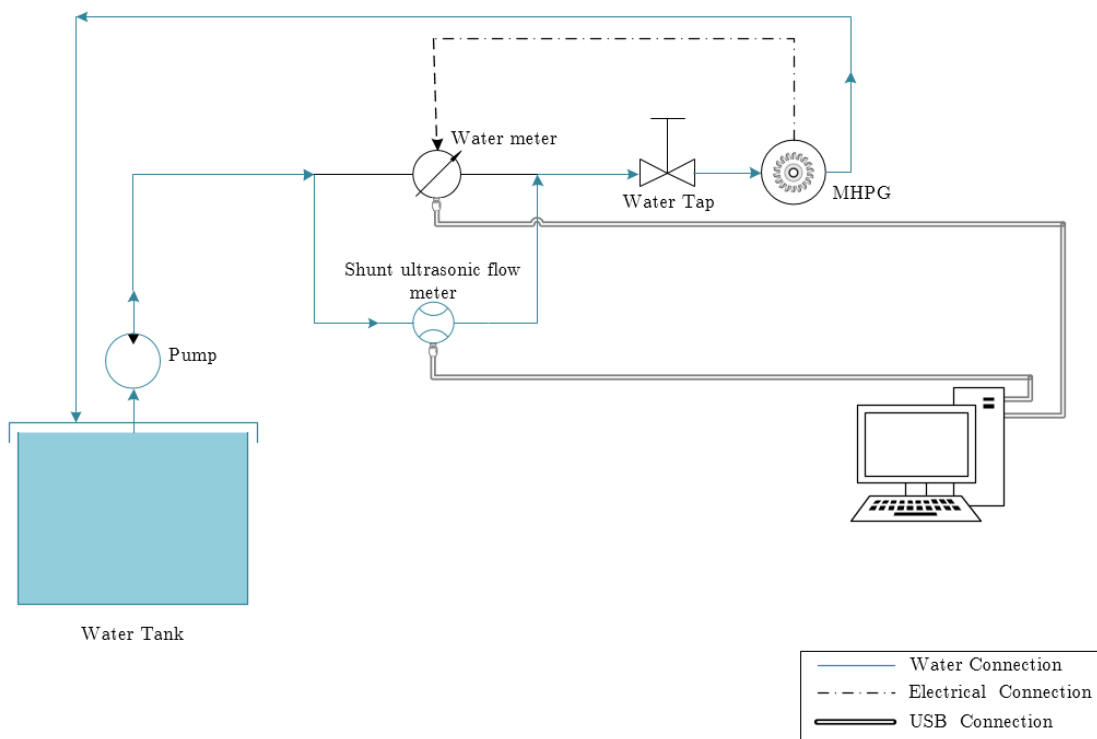 Water meter
Water Tap
MHPG
Shunt ultrasonic flow
meter
Pump
Water Tank
Water Connection
Electrical Connection
USB Connection